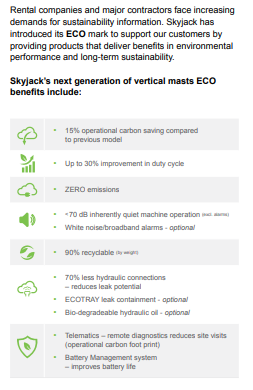 Rental companies and major contractors face increasing
demands for sustainability information. Skyjack has
introduced its ECO mark to support our customers by
providing products that deliver benefits in environmental
performance and long-term sustainability.
Skyjack's next generation of vertical masts ECO
benefits include:
• 15% operational carbon saving compared
to previous model
• Up to 30% improvement in duty cycle
• ZERO emissions
• <70 dB inherently quiet machine operation (excl. alarms)
• White noise/broadband alarms - optional
• 90% recyclable (by weight)
• 70% less hydraulic connections
– reduces leak potential
• ECOTRAY leak containment - optional
• Bio-degradeable hydraulic oil - optional
• Telematics – remote diagnostics reduces site visits
(operational carbon foot print)
• Battery Management system
– improves battery life